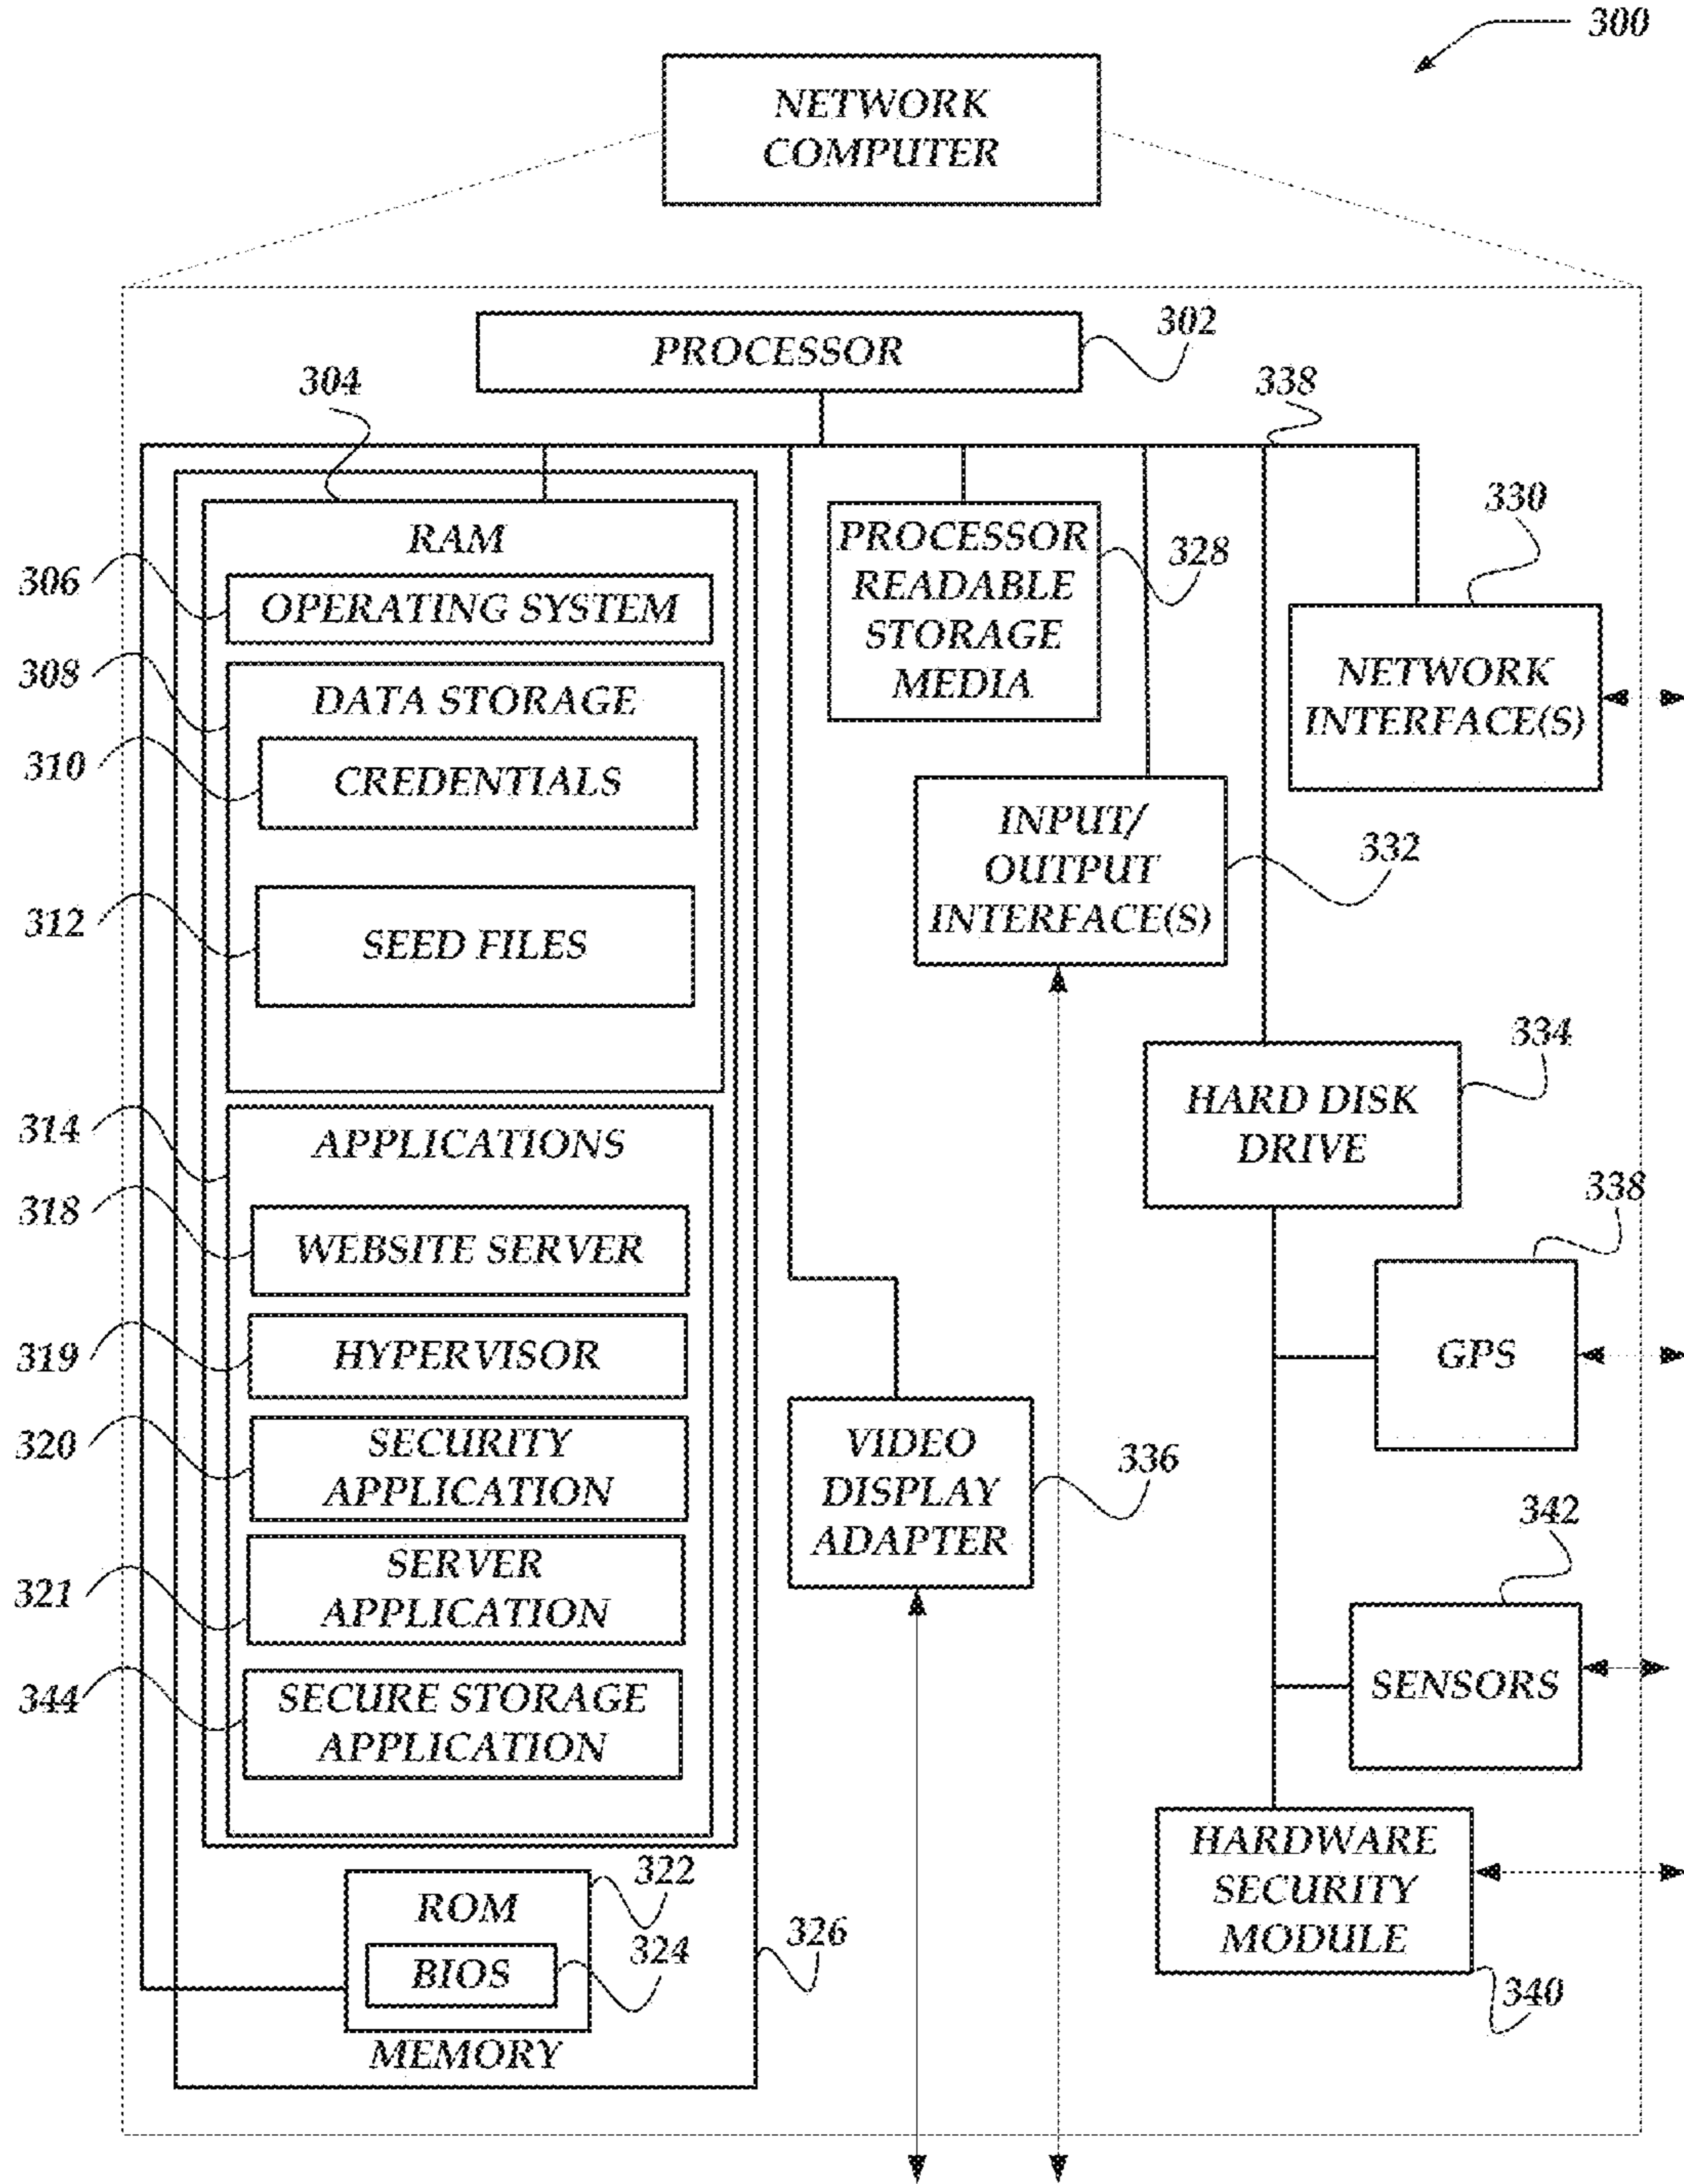 300
NETWORK
COMPUTER
PROCESSOR
302
304
338
RAM
306
OPERATING SYSTEM
308
DATA STORAGE
310
CREDENTIALS
312
SEED FILES
314
APPLICATIONS
318
WEBSITE SERVER
319
HYPERVISOR
320
SECURITY
APPLICATION
321
SERVER
APPLICATION
344
SECURE STORAGE
APPLICATION
322
ROM
324
BIOS
326
MEMORY
PROCESSOR
READABLE
STORAGE
MEDIA
328
330
NETWORK
INTERFACE(S)
INPUT/
OUTPUT
INTERFACE(S)
332
334
HARD DISK
DRIVE
338
GPS
VIDEO
DISPLAY
ADAPTER
336
342
SENSORS
HARDWARE
SECURITY
MODULE
340